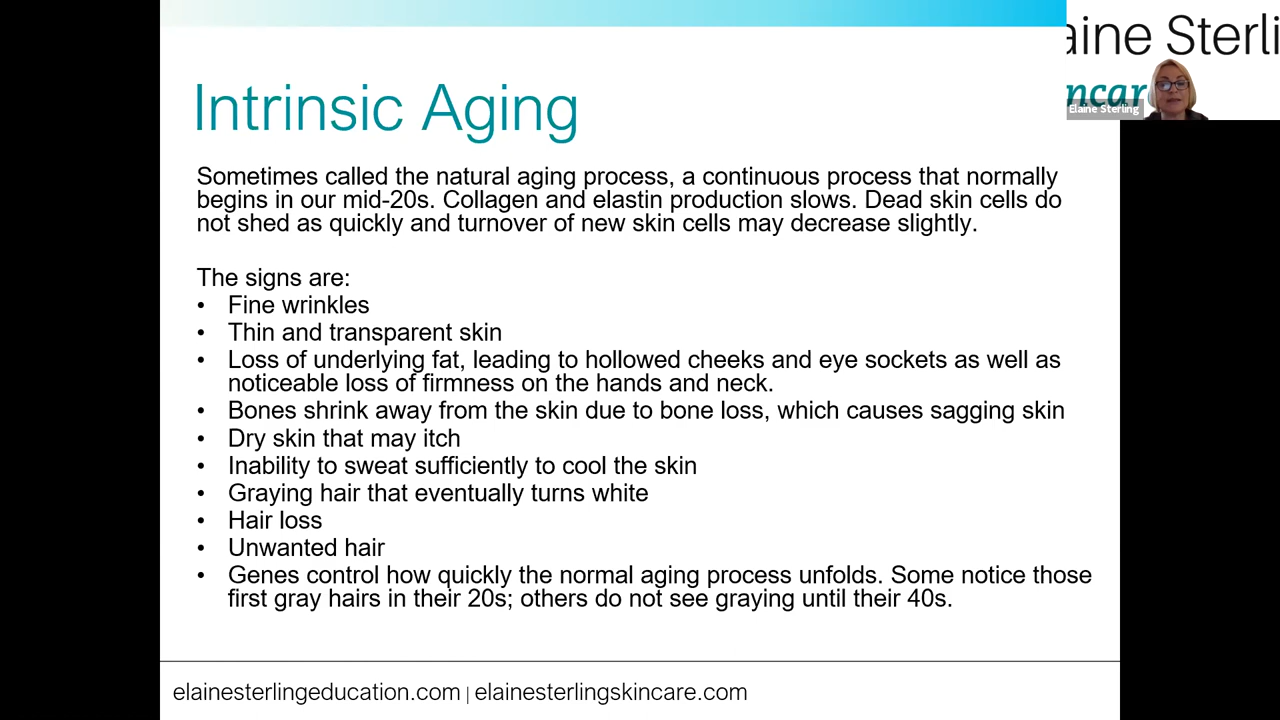 Intrinsic Aging
Sometimes called the natural aging process, a continuous process that normally
begins in our mid-20s. Collagen and elastin production slows. Dead skin cells do
not shed as quickly and turnover of new skin cells may decrease slightly.
The signs are:
• Fine wrinkles
• Thin and transparent skin
• Loss of underlying fat, leading to hollowed cheeks and eye sockets as well as
noticeable loss of firmness on the hands and neck.
• Bones shrink away from the skin due to bone loss, which causes sagging skin
• Dry skin that may itch
• Inability to sweat sufficiently to cool the skin
• Graying hair that eventually turns white
• Hair loss
• Unwanted hair
• Genes control how quickly the normal aging process unfolds. Some notice those
first gray hairs in their 20s; others do not see graying until their 40s.
elainesterlingeducation.com | elainesterlingskincare.com
aine Sterli
ncar
Elaine Sterling